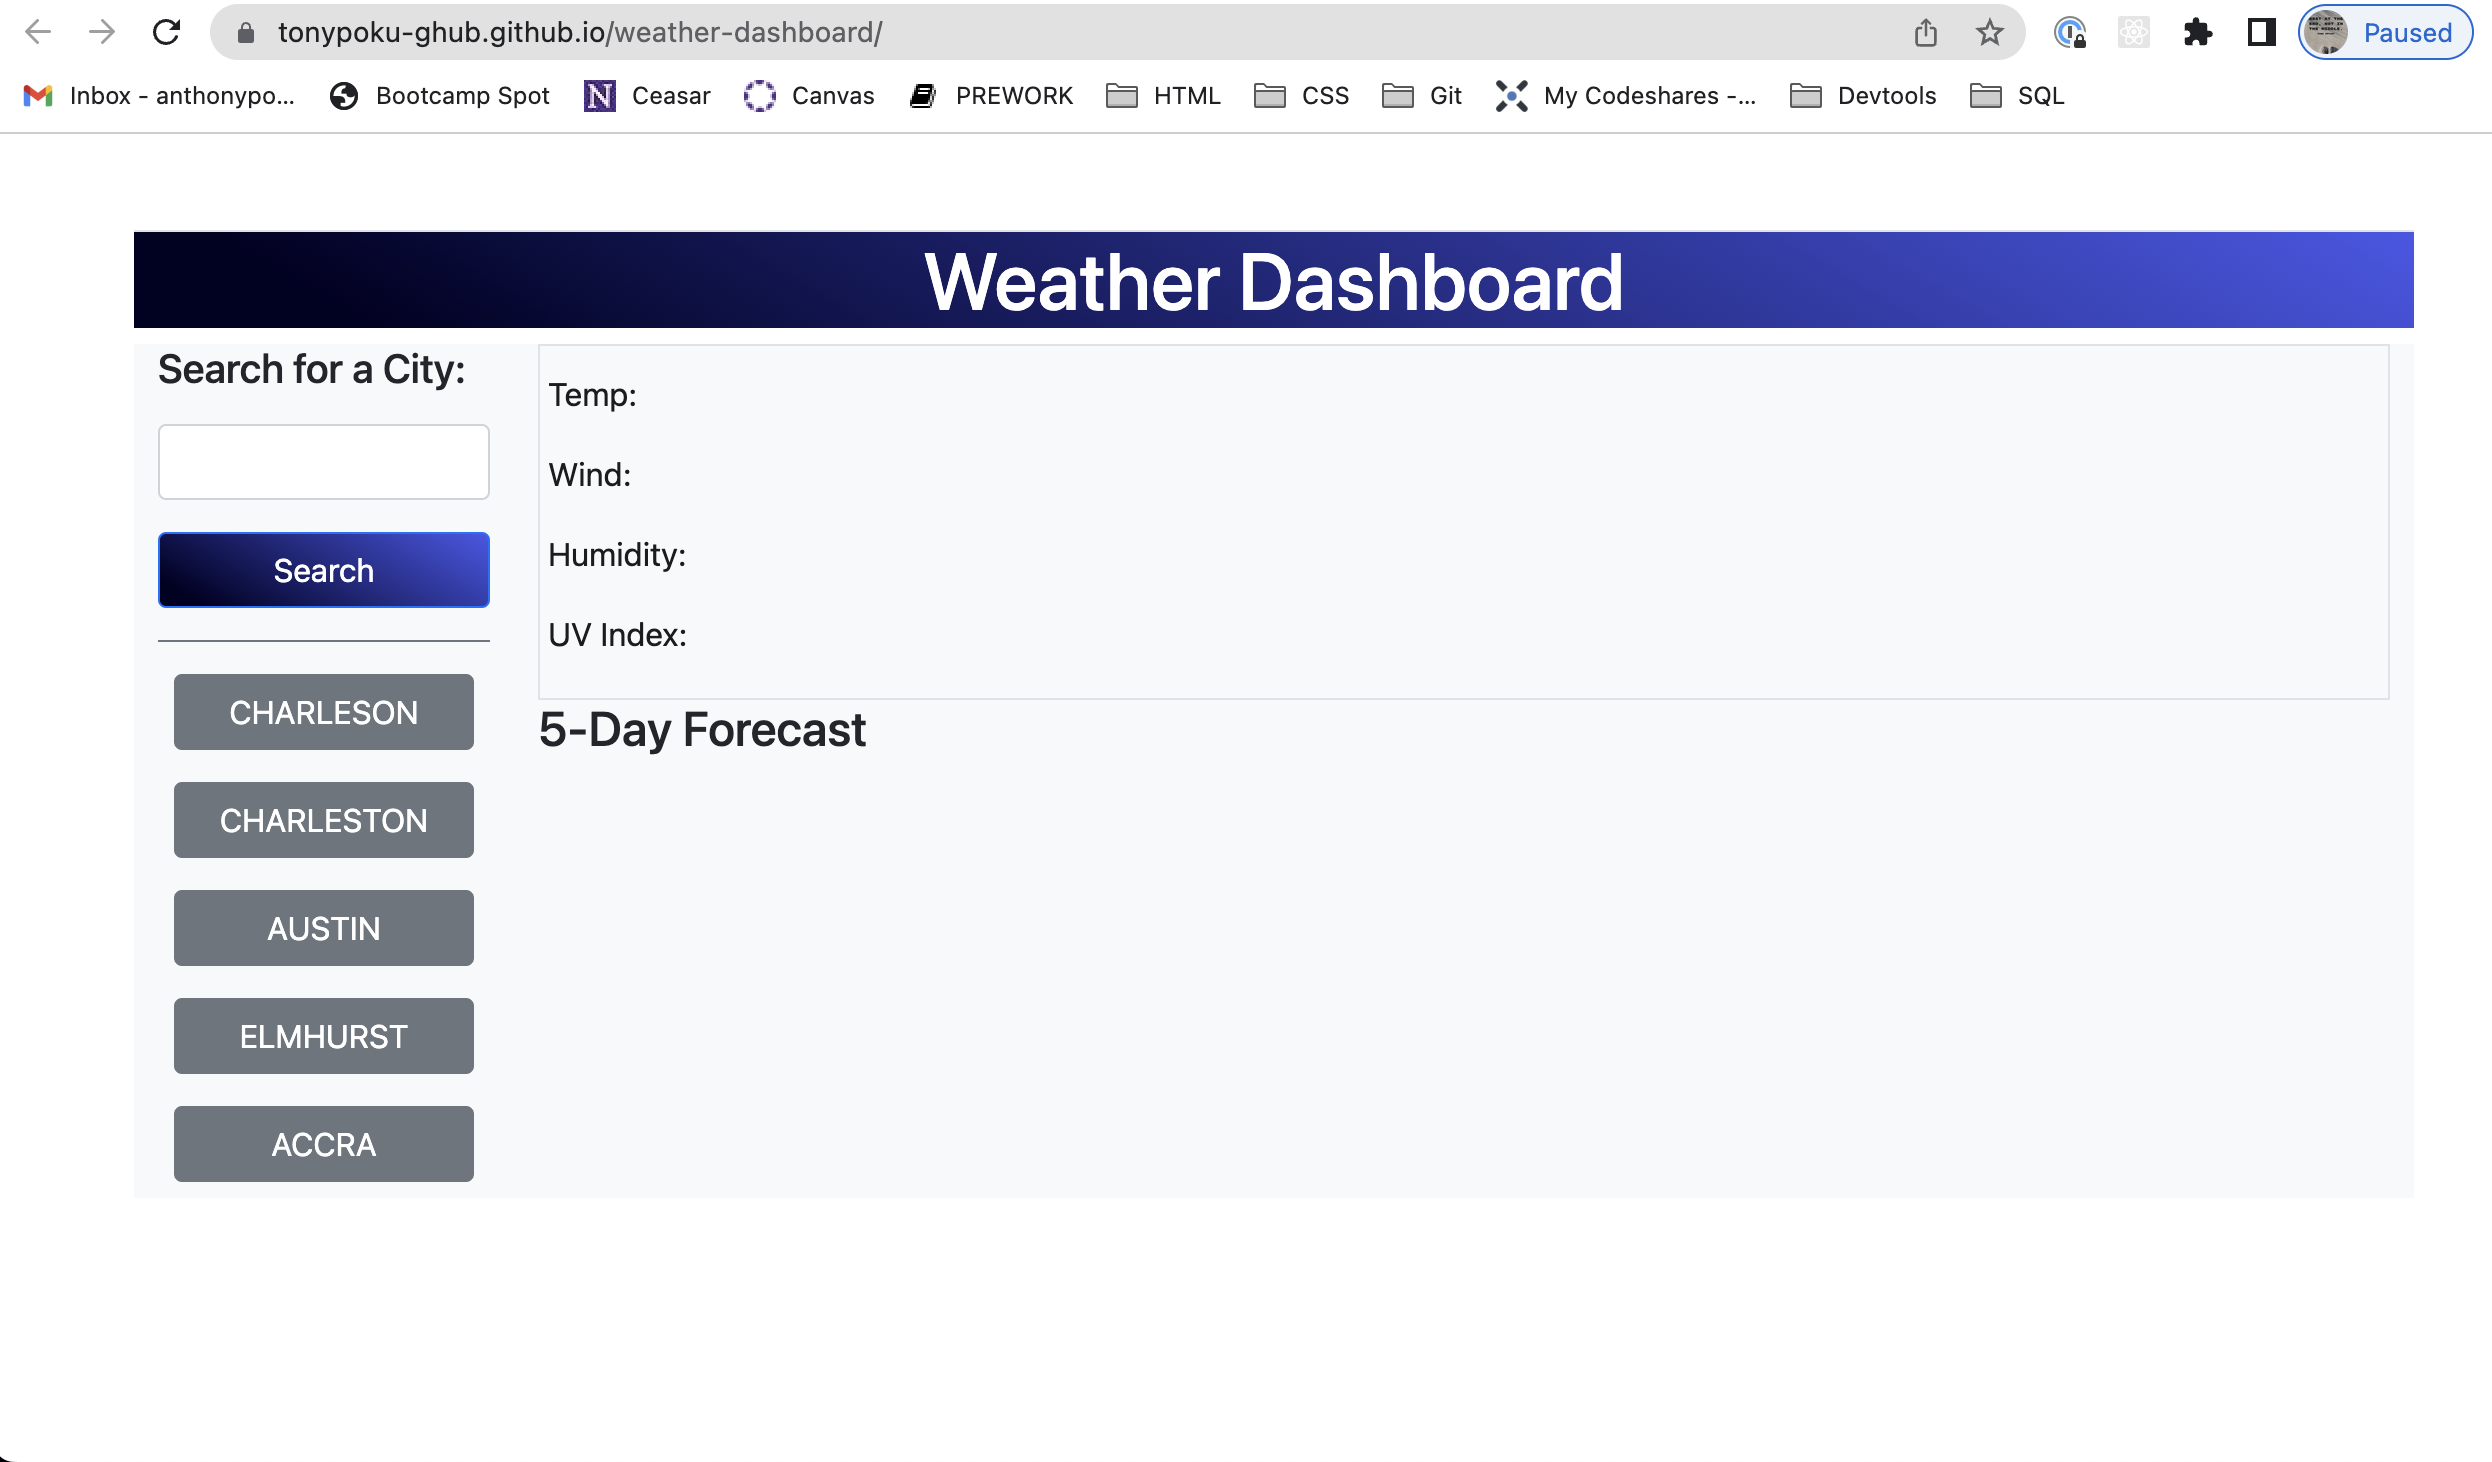 tonypoku-ghub.github.io/weather-dashboard/
Paused
Inbox - anthonypo...
Bootcamp Spot
N
Ceasar
Canvas
PREWORK
HTML
CSS
Git
My Codeshares -...
Devtools
SQL
Weather Dashboard
Search for a City:
Search
CHARLESON
CHARLESTON
AUSTIN
ELMHURST
ACCRA
Temp:
Wind:
Humidity:
UV Index:
5-Day Forecast